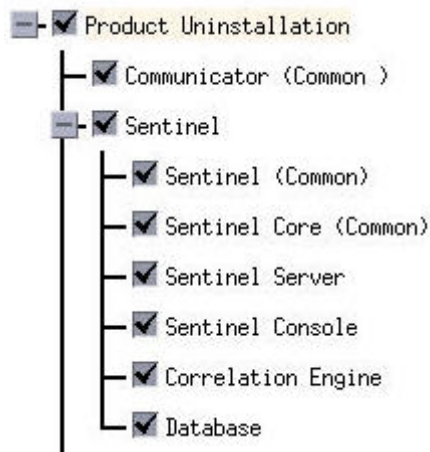 Product Uninstallation
Communicator (Common )
Sentinel
Sentinel (Common)
Sentinel Core (Common)
Sentinel Server
Sentinel Console
Correlation Engine
Database